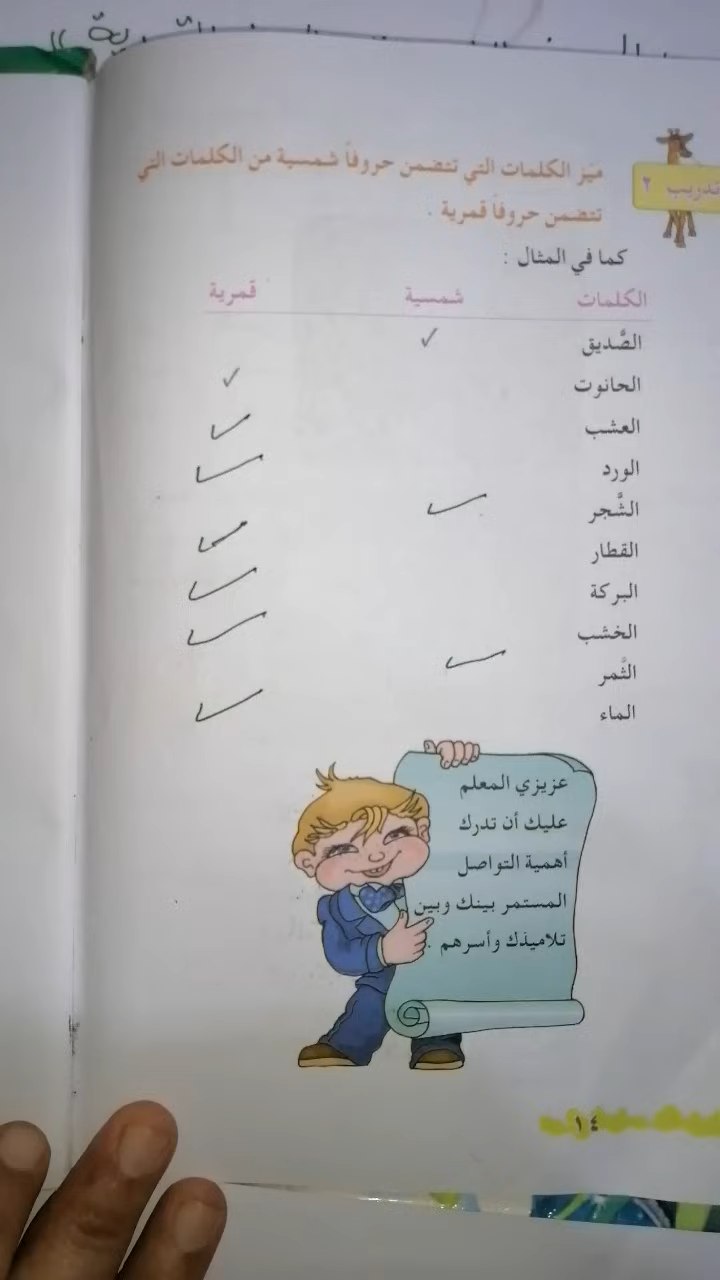 تدريب ٢
ميّز الكلمات التي تتضمن حروفاً شمسية من الكلمات التي
تتضمن حروفاً قمرية .
كما في المثال :
الكلمات شمسية قمرية
الصَّديق ✓
الحانوت ✓
العشب ✓
الورد ✓
الشَّجر ✓
القطار ✓
البركة ✓
الخشب ✓
الثَّمر ✓
الماء ✓
عزيزي المعلم
عليك أن تدرك
أهمية التواصل
المستمر بينك وبين
تلاميذك وأسرهم .
١٤